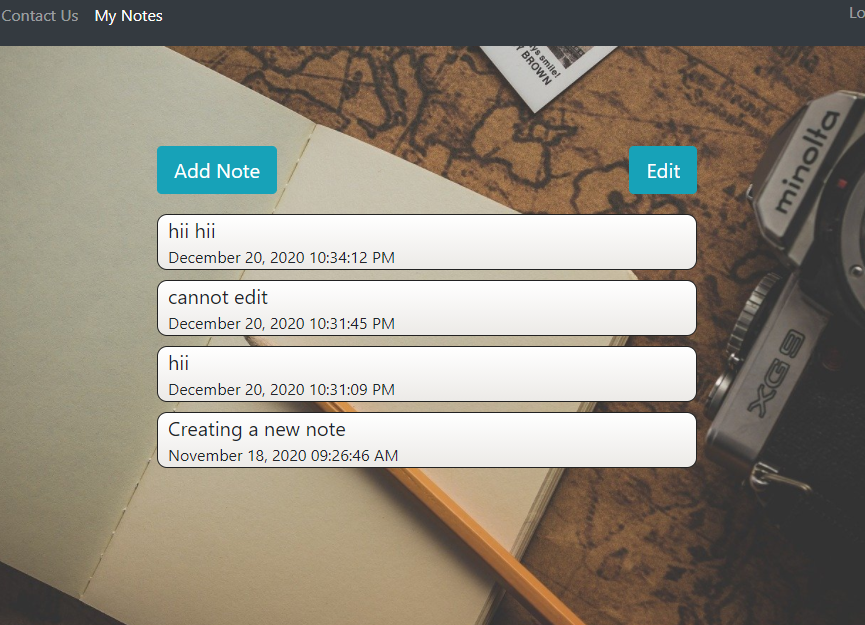 Contact Us My Notes Lo
ys smile!
Y BROWN
minolta
Add Note Edit
hii hii
December 20, 2020 10:34:12 PM
cannot edit
December 20, 2020 10:31:45 PM
hii
December 20, 2020 10:31:09 PM
XG 9
Creating a new note
November 18, 2020 09:26:46 AM